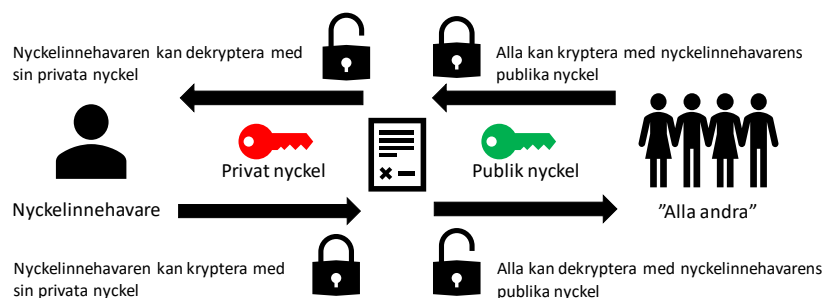 Nyckelinnehavaren kan dekryptera med
sin privata nyckel
Alla kan kryptera med nyckelinnehavarens
publika nyckel
Privat nyckel
Publik nyckel
Nyckelinnehavare
”Alla andra”
Nyckelinnehavaren kan kryptera med
sin privata nyckel
Alla kan dekryptera med nyckelinnehavarens
publika nyckel